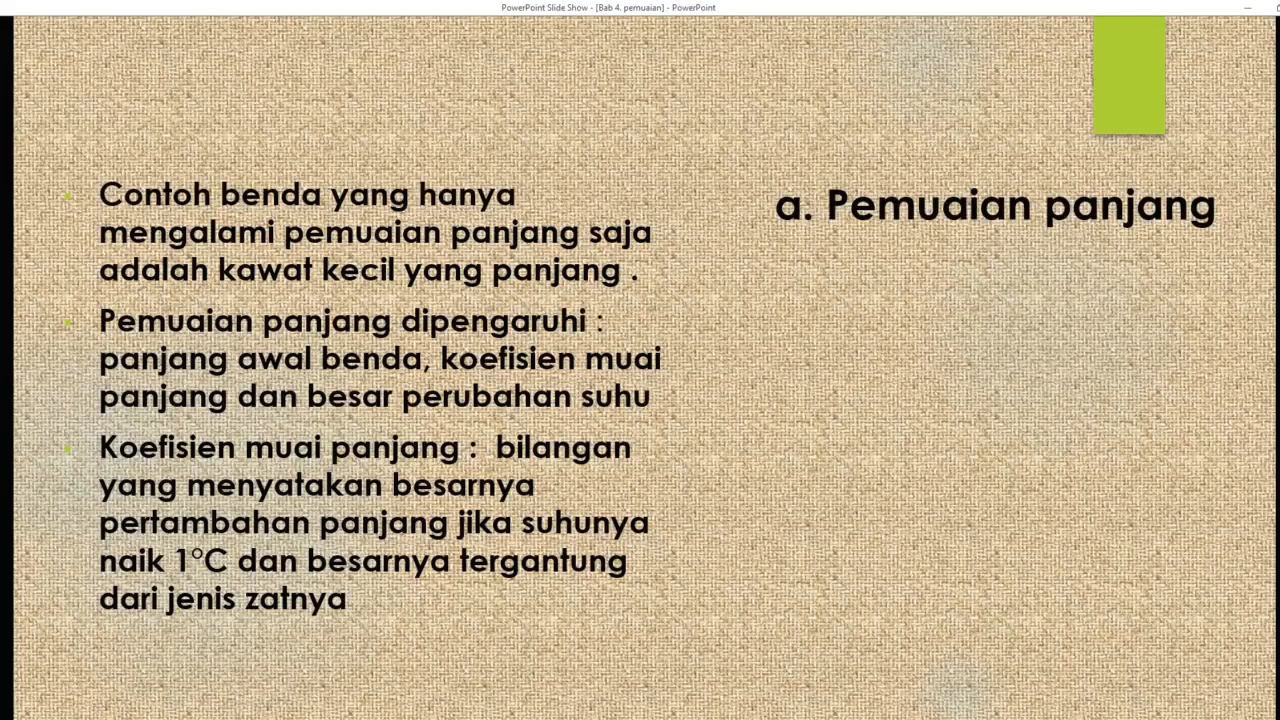 PowerPoint Slide Show - [Bab 4. pemuaian] - PowerPoint
a. Pemuaian panjang
Contoh benda yang hanya
mengalami pemuaian panjang saja
adalah kawat kecil yang panjang .
Pemuaian panjang dipengaruhi :
panjang awal benda, koefisien muai
panjang dan besar perubahan suhu
Koefisien muai panjang :  bilangan
yang menyatakan besarnya
pertambahan panjang jika suhunya
naik 1°C dan besarnya tergantung
dari jenis zatnya